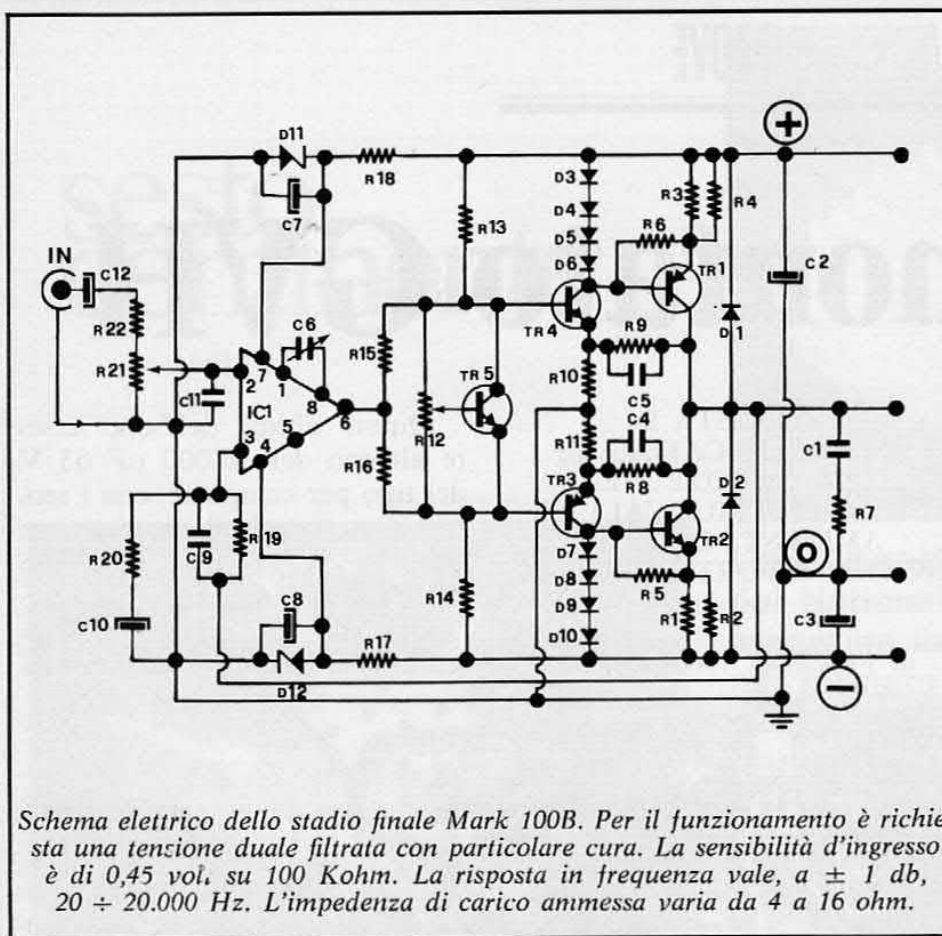 D11
R18
C7
R13
D3
D4
D5
D6
R3
R4
R6
TR1
C2
IN
C12
R22
R21
C11
2
7
1
C6
8
IC1
3
4
5
6
R15
R12
R16
TR5
TR4
R10
R9
C5
C4
R11
R8
TR3
TR2
D1
D2
C1
R7
O
C3
R20
C9
R19
C10
C8
D12
R17
R14
D7
D8
D9
D10
R5
R1
R2
+
−
Schema elettrico dello stadio finale Mark 100B. Per il funzionamento è richie
sta una tensione duale filtrata con particolare cura. La sensibilità d'ingresso
è di 0,45 vol. su 100 Kohm. La risposta in frequenza vale, a ± 1 db,
20 ÷ 20.000 Hz. L'impedenza di carico ammessa varia da 4 a 16 ohm.